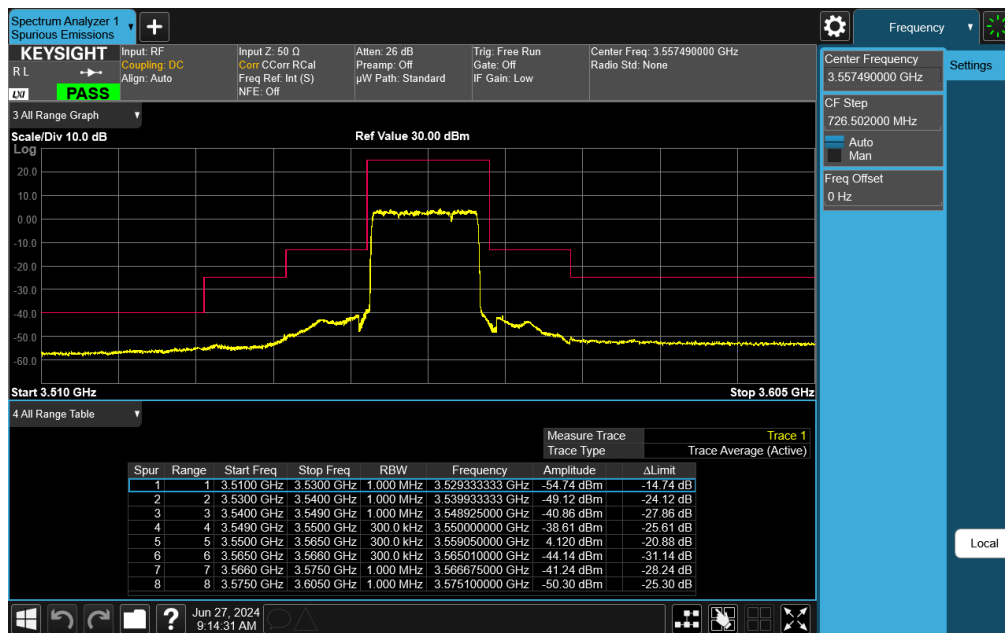 Spectrum Analyzer 1
Spurious Emissions
+
Frequency
KEYSIGHT
R L
LXI
PASS
Input: RF
Coupling: DC
Align: Auto
Input Z: 50 Ω
Corr CCorr RCal
Freq Ref: Int (S)
NFE: Off
Atten: 26 dB
Preamp: Off
µW Path: Standard
Trig: Free Run
Gate: Off
IF Gain: Low
Center Freq: 3.557490000 GHz
Radio Std: None
Center Frequency
3.557490000 GHz
CF Step
726.502000 MHz
Auto
Man
Freq Offset
0 Hz
Settings
Local
3 All Range Graph
Scale/Div 10.0 dB
Ref Value 30.00 dBm
Log
20.0
10.0
0.00
-10.0
-20.0
-30.0
-40.0
-50.0
-60.0
Start 3.510 GHz
Stop 3.605 GHz
4 All Range Table
Measure Trace Trace 1
Trace Type Trace Average (Active)
Spur Range Start Freq Stop Freq RBW Frequency Amplitude ΔLimit
1 1 3.5100 GHz 3.5300 GHz 1.000 MHz 3.529333333 GHz -54.74 dBm -14.74 dB
2 2 3.5300 GHz 3.5400 GHz 1.000 MHz 3.539933333 GHz -49.12 dBm -24.12 dB
3 3 3.5400 GHz 3.5490 GHz 1.000 MHz 3.548925000 GHz -40.86 dBm -27.86 dB
4 4 3.5490 GHz 3.5500 GHz 300.0 kHz 3.550000000 GHz -38.61 dBm -25.61 dB
5 5 3.5500 GHz 3.5650 GHz 300.0 kHz 3.559050000 GHz 4.120 dBm -20.88 dB
6 6 3.5650 GHz 3.5660 GHz 300.0 kHz 3.565010000 GHz -44.14 dBm -31.14 dB
7 7 3.5660 GHz 3.5750 GHz 1.000 MHz 3.566675000 GHz -41.24 dBm -28.24 dB
8 8 3.5750 GHz 3.6050 GHz 1.000 MHz 3.575100000 GHz -50.30 dBm -25.30 dB
?
Jun 27, 2024
9:14:31 AM